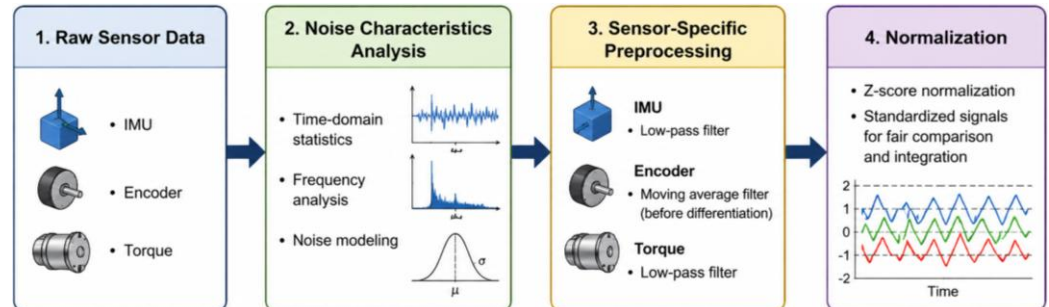 1. Raw Sensor Data
• IMU
• Encoder
• Torque
2. Noise Characteristics
Analysis
• Time-domain
statistics
• Frequency
analysis
• Noise modeling
σ
μ
3. Sensor-Specific
Preprocessing
IMU
• Low-pass filter
Encoder
• Moving average filter
(before differentiation)
Torque
• Low-pass filter
4. Normalization
• Z-score normalization
• Standardized signals
for fair comparison
and integration
2
1
0
-1
-2
Time